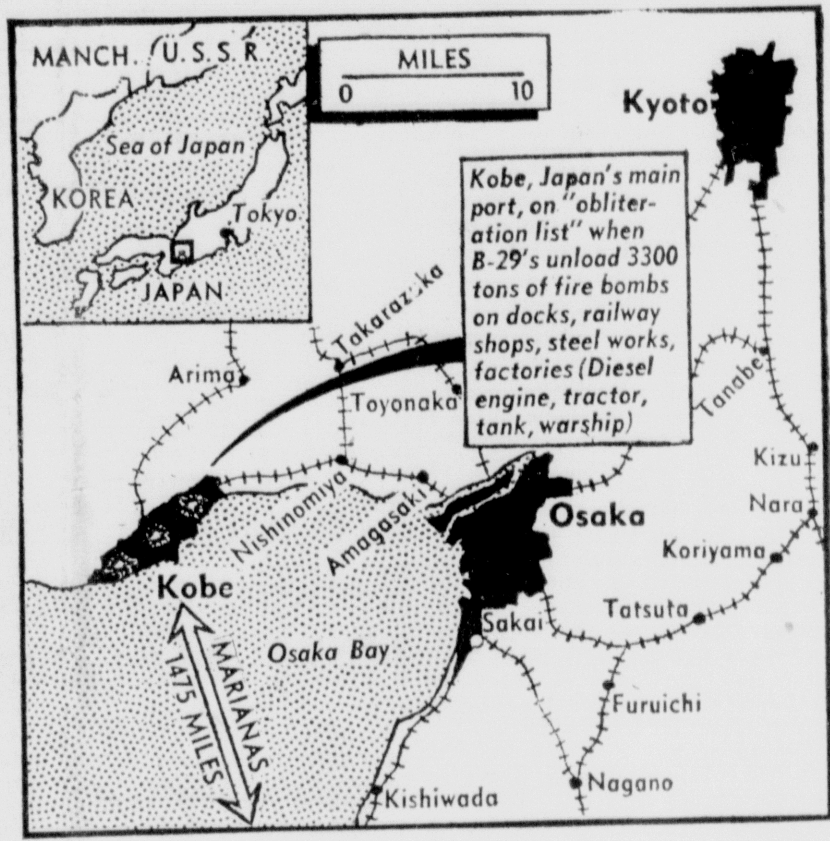 MANCH.
U.S.S.R.
Sea of Japan
KOREA
Tokyo
JAPAN
MILES
0 10
Kyoto
Kobe, Japan's main
port, on "obliter-
ation list" when
B-29's unload 3300
tons of fire bombs
on docks, railway
shops, steel works,
factories (Diesel
engine, tractor,
tank, warship)
Takarazuka
Arima
Toyonaka
Tanabe
Kizu
Nara
Nishinomiya
Amagasaki
Osaka
Koriyama
Kobe
Tatsuta
Sakai
Osaka Bay
MARIANAS
1475 MILES
Furuichi
Nagano
Kishiwada